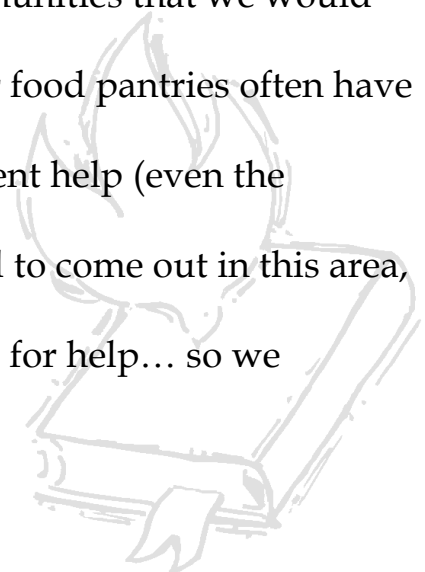 munities that we would
food pantries often have
ent help (even the
to come out in this area,
for help… so we